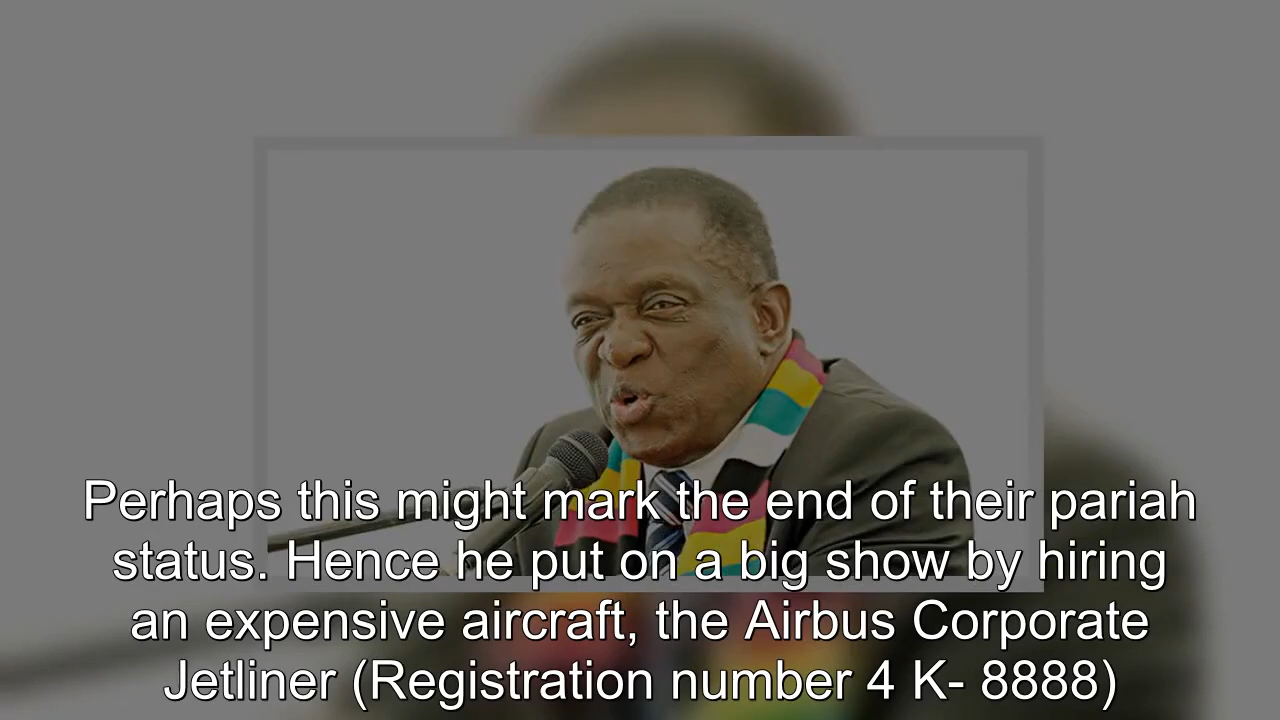 Perhaps this might mark the end of their pariah
status. Hence he put on a big show by hiring
an expensive aircraft, the Airbus Corporate
Jetliner (Registration number 4 K- 8888)